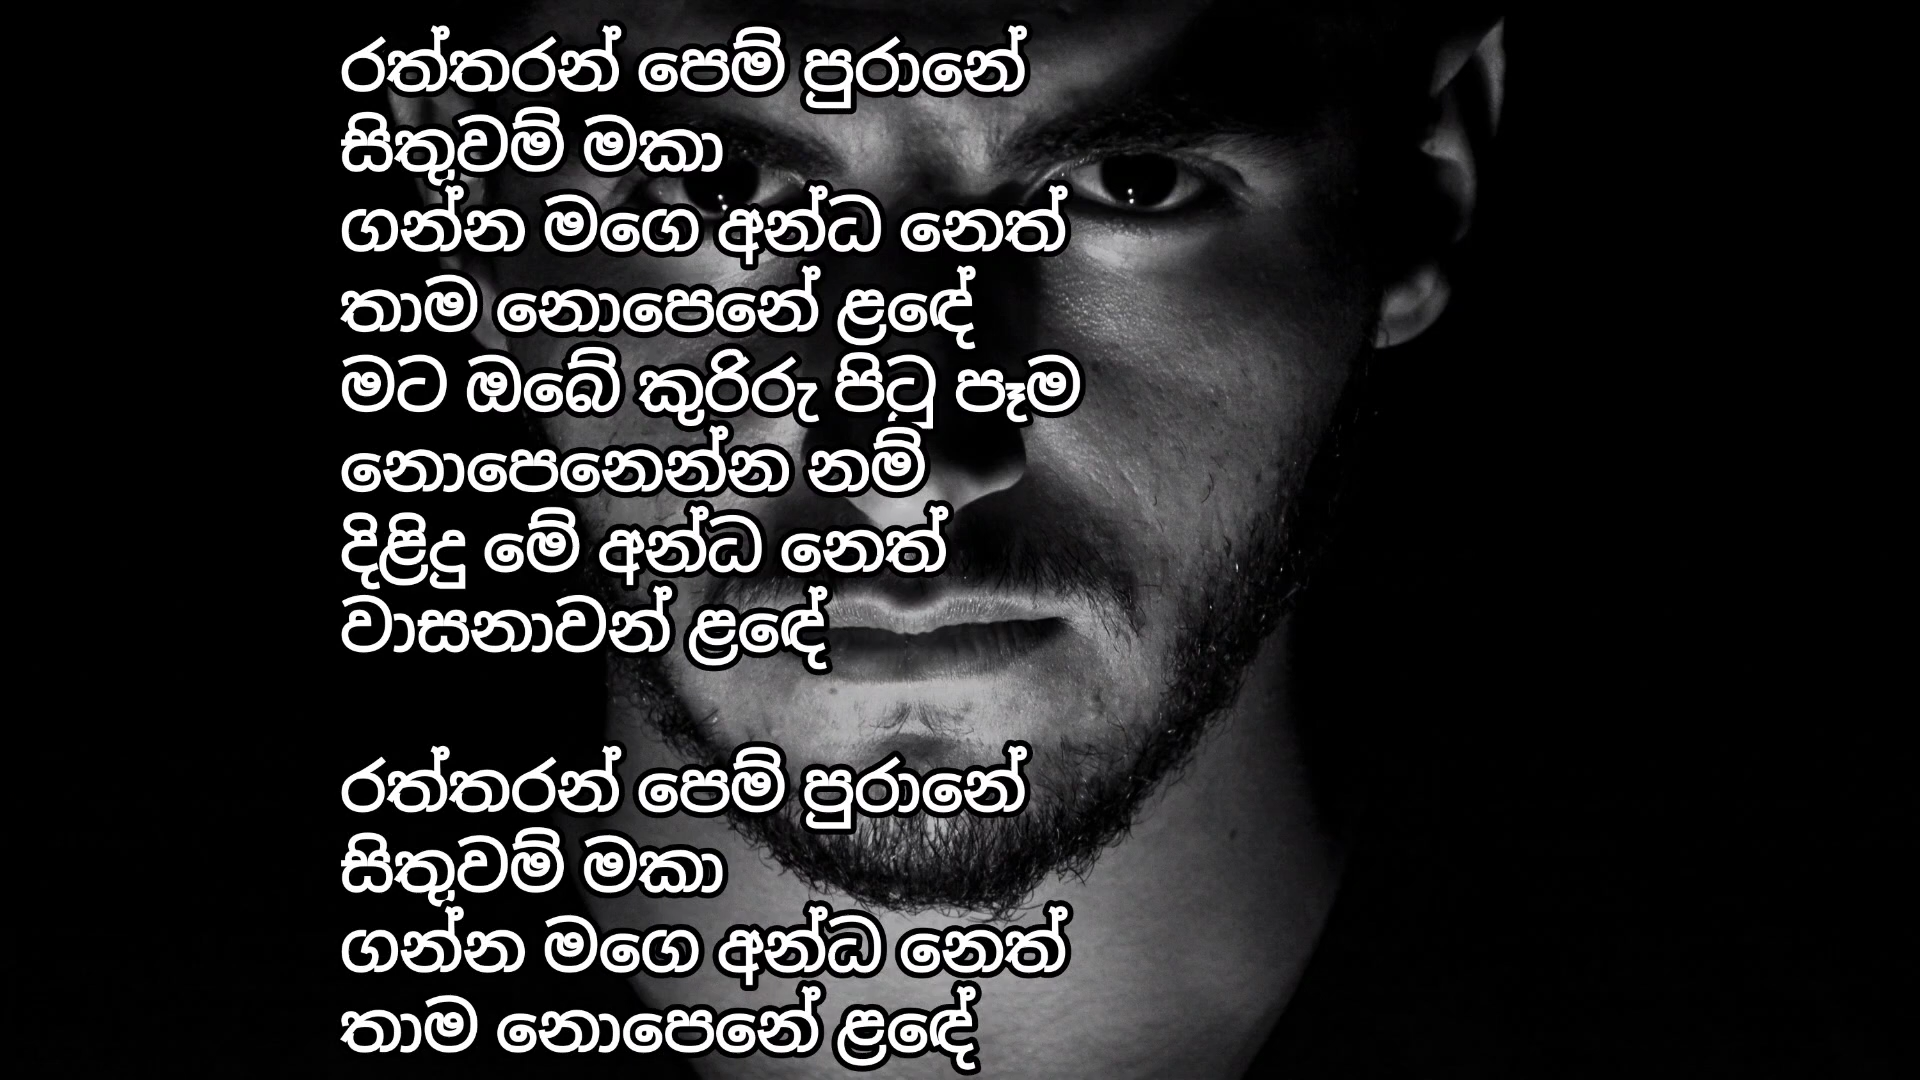 රත්තරන් පෙම් පුරානේ
සිතුවම් මකා
ගන්න මගෙ අන්ධ නෙත්
තාම නොපෙනේ ළඳේ
මට ඔබේ කුරිරු පිටු පෑම
නොපෙනෙන්න නම්
දිළිදු මේ අන්ධ නෙත්
වාසනාවන් ළඳේ
රත්තරන් පෙම් පුරානේ
සිතුවම් මකා
ගන්න මගෙ අන්ධ නෙත්
තාම නොපෙනේ ළඳේ